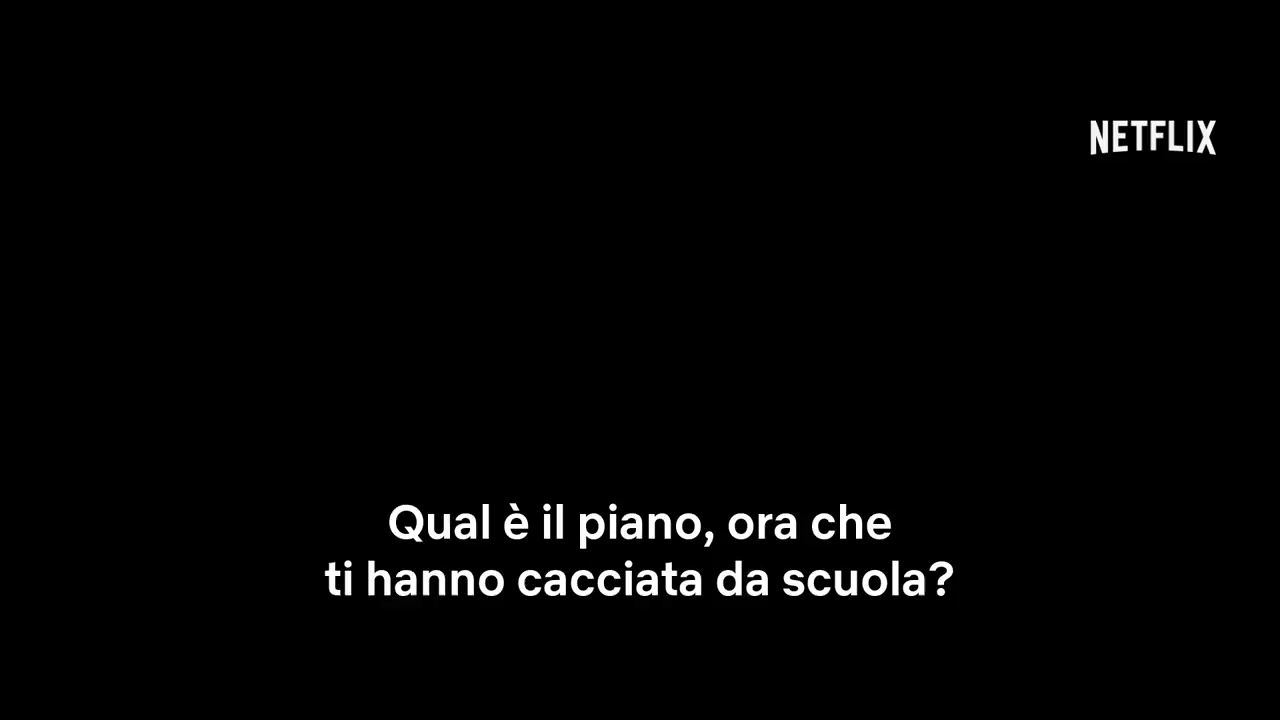 NETFLIX
Qual è il piano, ora che
ti hanno cacciata da scuola?